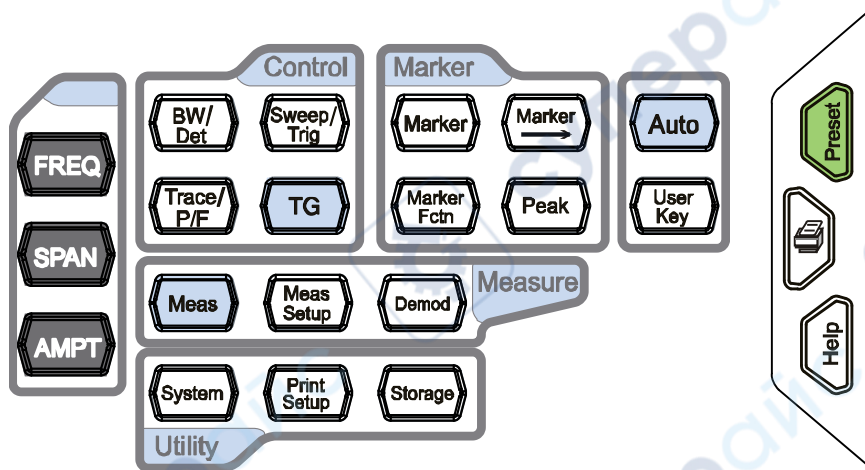 Control
Marker
BW/
Det
Sweep/
Trig
Marker
Marker
Auto
Preset
FREQ
Trace/
P/F
TG
Marker
Fctn
Peak
User
Key
SPAN
Meas
Meas
Setup
Demod
Measure
AMPT
Help
System
Print
Setup
Storage
Utility